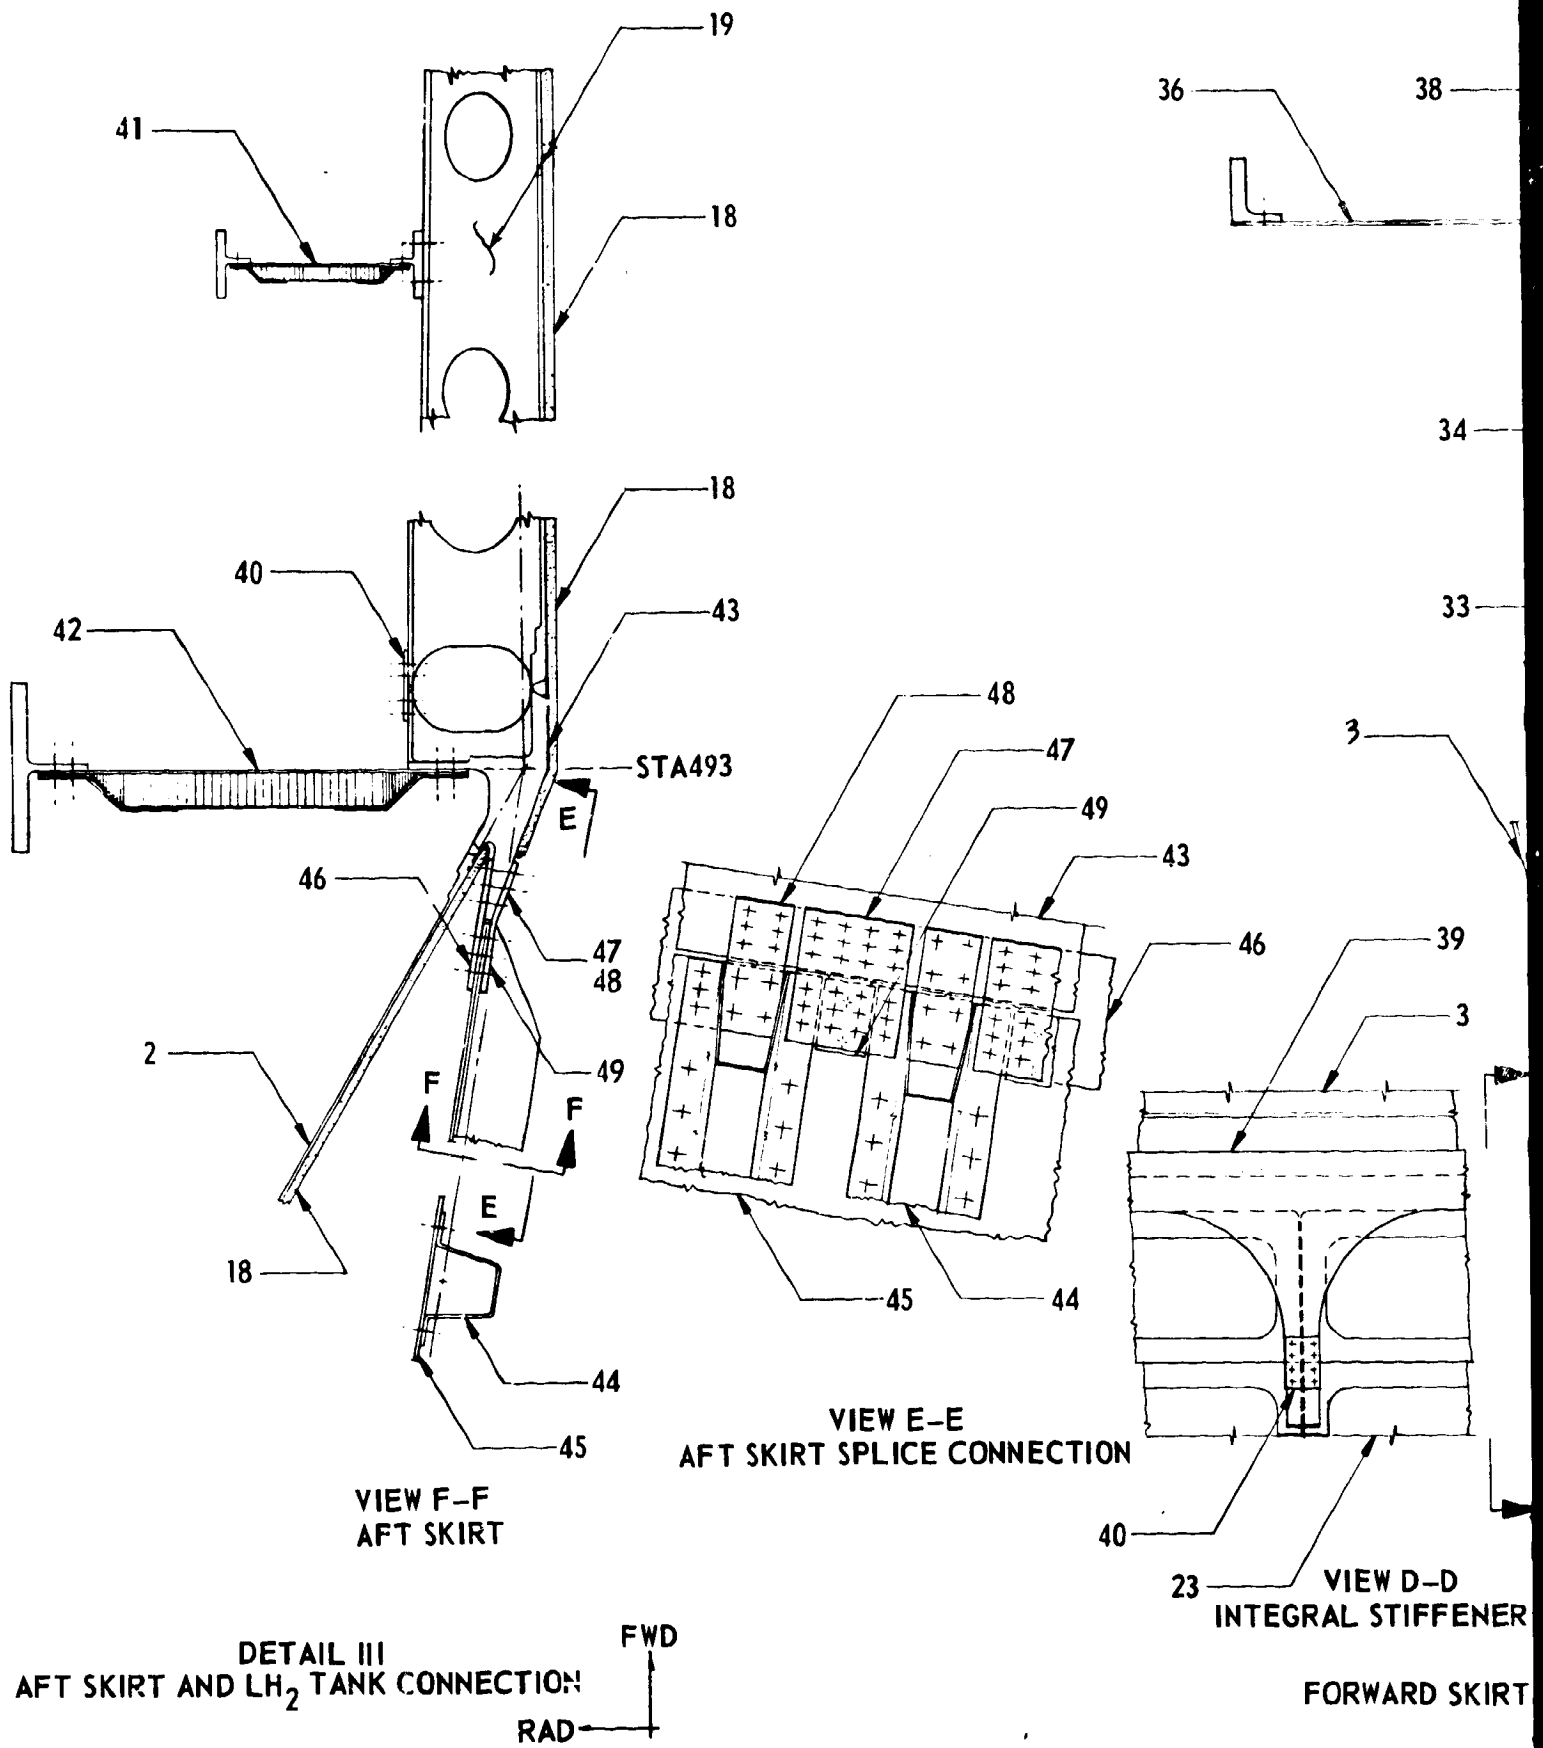 19
36
38
41
18
34
18
40
43
33
42
48
3
47
STA493
49
E
43
46
46
39
47
48
3
2
49
F
F
E
18
45
44
44
VIEW E-E
AFT SKIRT SPLICE CONNECTION
45
VIEW F-F
AFT SKIRT
40
23
VIEW D-D
INTEGRAL STIFFENER
DETAIL III
AFT SKIRT AND LH2 TANK CONNECTION
FWD
RAD
FORWARD SKIRT